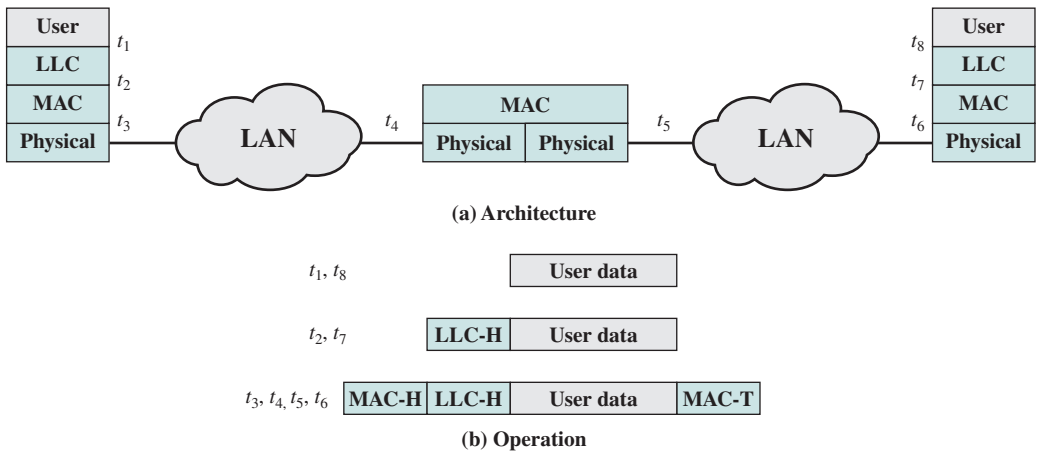 User
t1
LLC
t2
MAC
t3
Physical
LAN
t4
MAC
Physical Physical
t5
LAN
t8
User
LLC
t7
MAC
t6
Physical
(a) Architecture
t1, t8 User data
t2, t7 LLC-H User data
t3, t4, t5, t6 MAC-H LLC-H User data MAC-T
(b) Operation